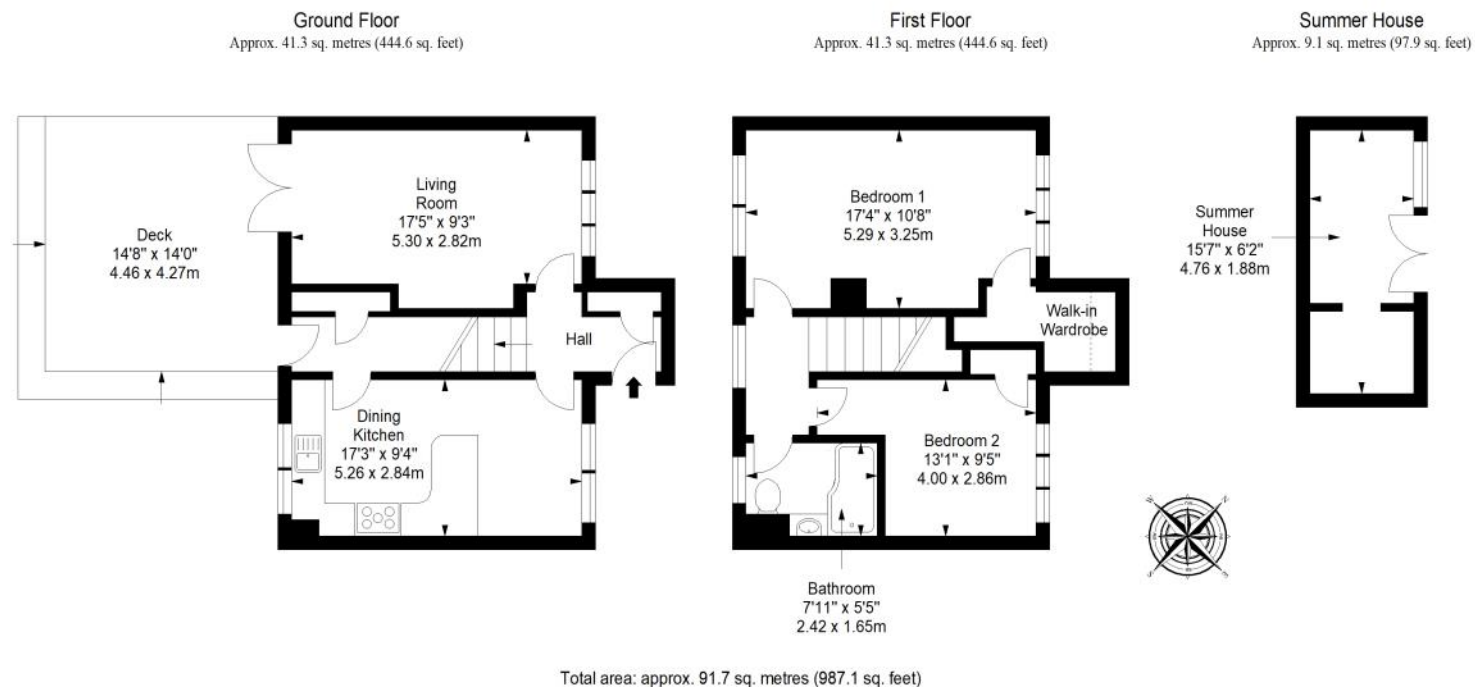 Ground Floor
Approx. 41.3 sq. metres (444.6 sq. feet)
First Floor
Approx. 41.3 sq. metres (444.6 sq. feet)
Summer House
Approx. 9.1 sq. metres (97.9 sq. feet)
Deck
14'8" x 14'0"
4.46 x 4.27m
Living
Room
17'5" x 9'3"
5.30 x 2.82m
Hall
Dining
Kitchen
17'3" x 9'4"
5.26 x 2.84m
Bedroom 1
17'4" x 10'8"
5.29 x 3.25m
Walk-in
Wardrobe
Bedroom 2
13'1" x 9'5"
4.00 x 2.86m
Bathroom
7'11" x 5'5"
2.42 x 1.65m
Summer
House
15'7" x 6'2"
4.76 x 1.88m
W
N
S
E
Total area: approx. 91.7 sq. metres (987.1 sq. feet)